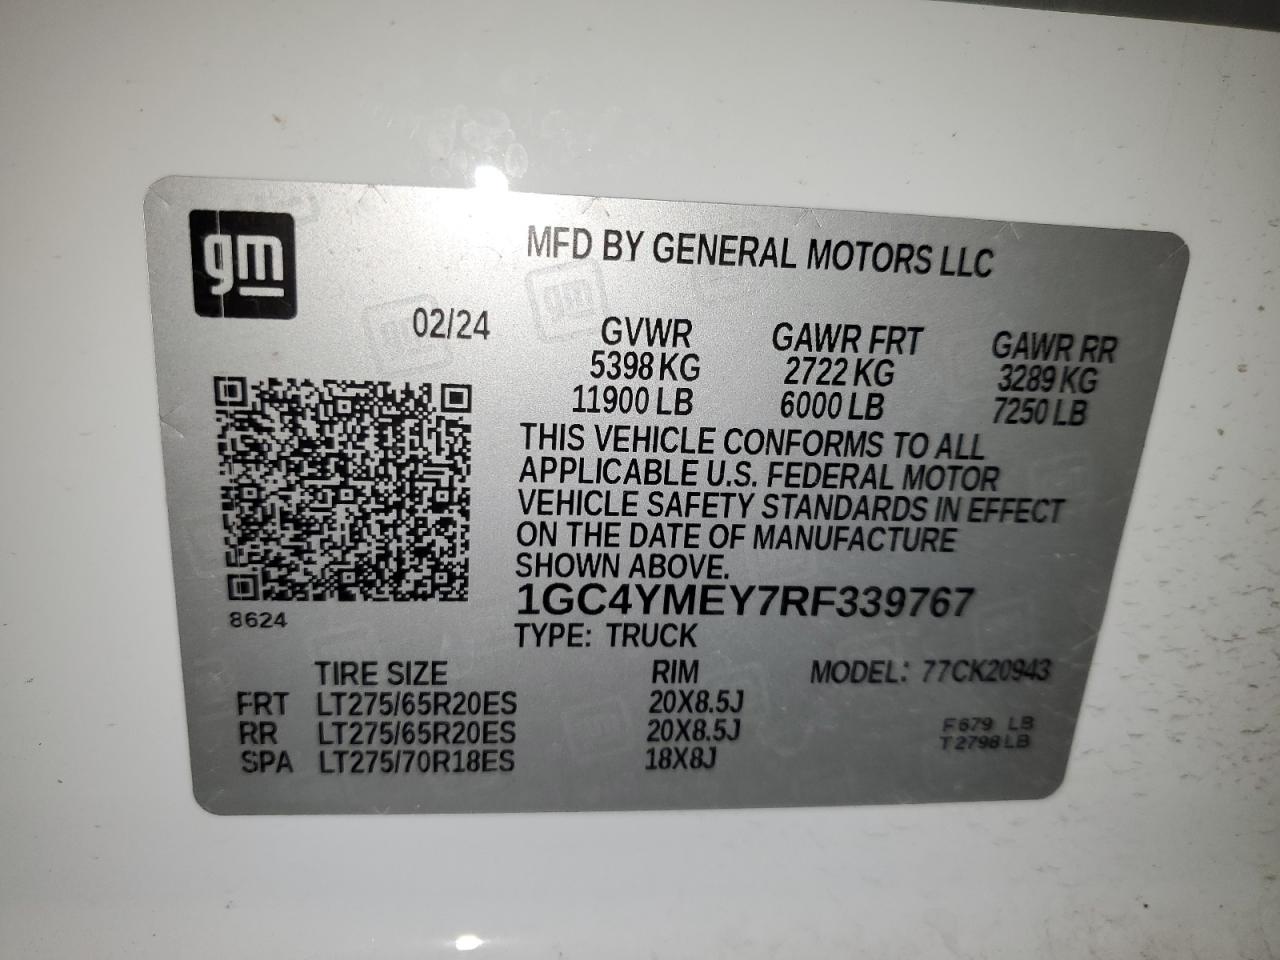 gm
MFD BY GENERAL MOTORS LLC
02/24
GVWR GAWR FRT GAWR RR
5398 KG 2722 KG 3289 KG
11900 LB 6000 LB 7250 LB
THIS VEHICLE CONFORMS TO ALL
APPLICABLE U.S. FEDERAL MOTOR
VEHICLE SAFETY STANDARDS IN EFFECT
ON THE DATE OF MANUFACTURE
SHOWN ABOVE.
1GC4YMEY7RF339767
8624
TYPE: TRUCK
TIRE SIZE RIM MODEL: 77CK20943
FRT LT275/65R20ES 20X8.5J
RR LT275/65R20ES 20X8.5J
SPA LT275/70R18ES 18X8J
F 679 LB
T 2798 LB